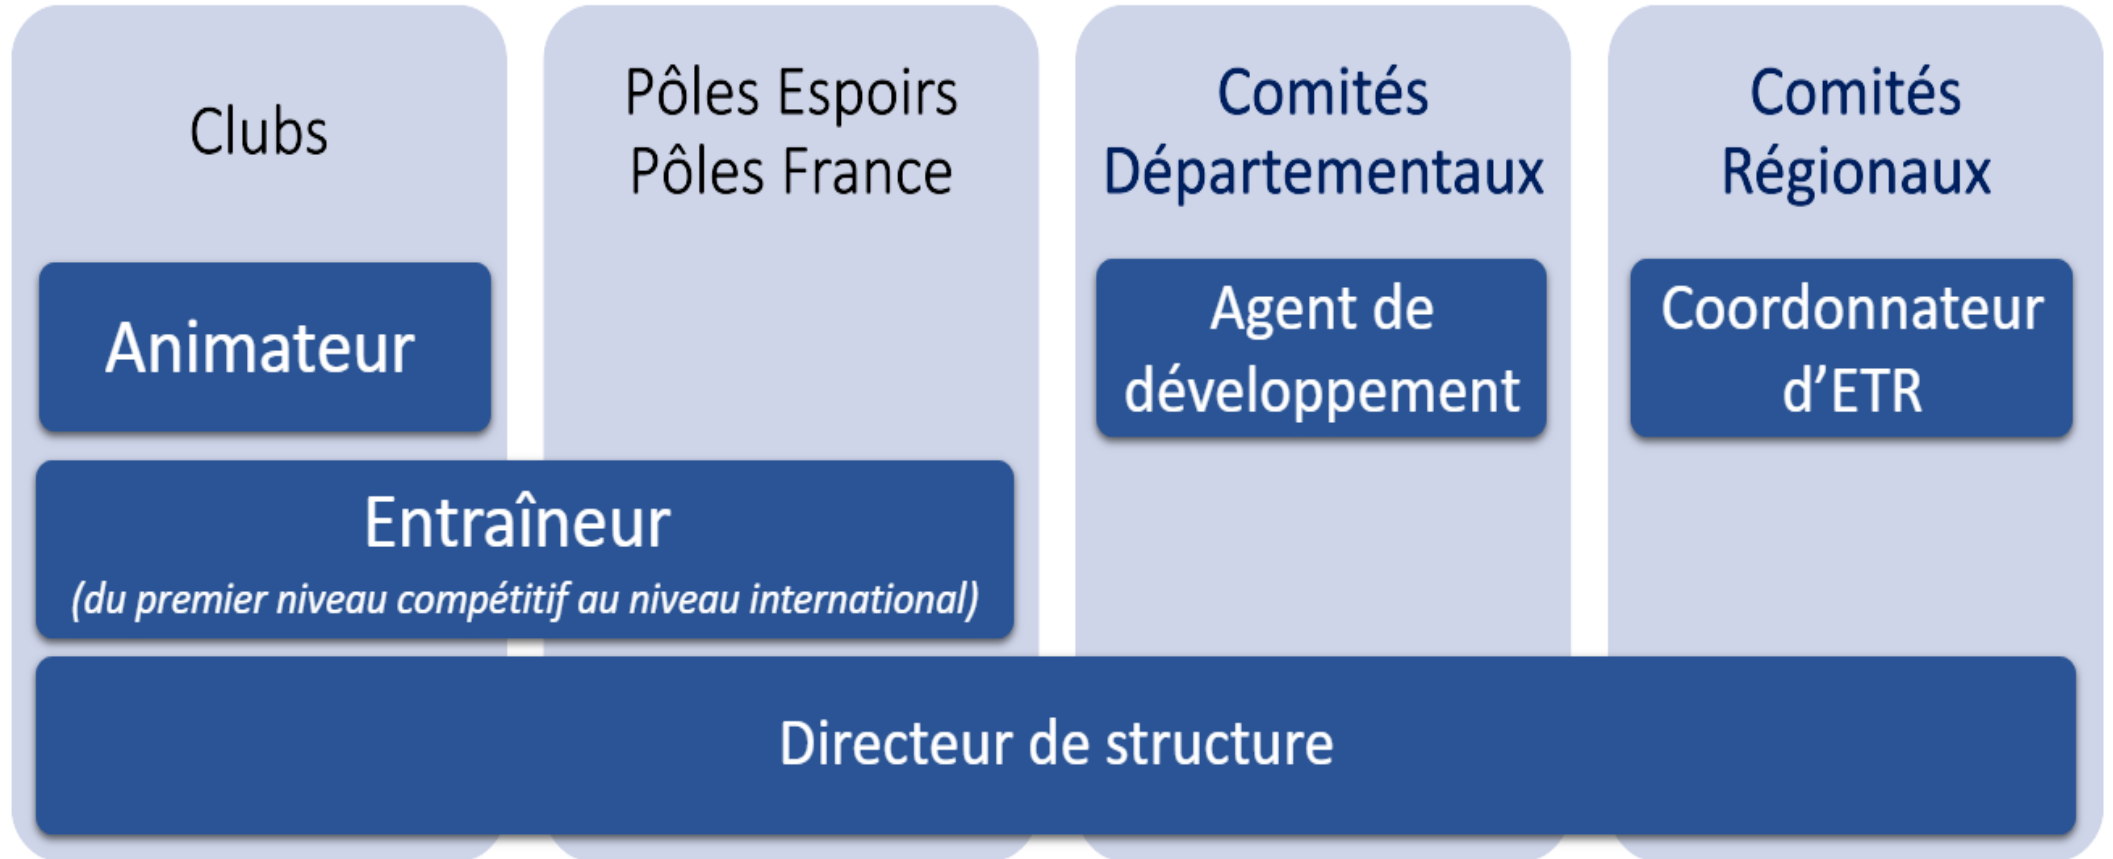 Clubs
Pôles Espoirs
Pôles France
Comités
Départementaux
Comités
Régionaux
Animateur
Agent de
développement
Coordonnateur
d’ETR
Entraîneur
(du premier niveau compétitif au niveau international)
Directeur de structure